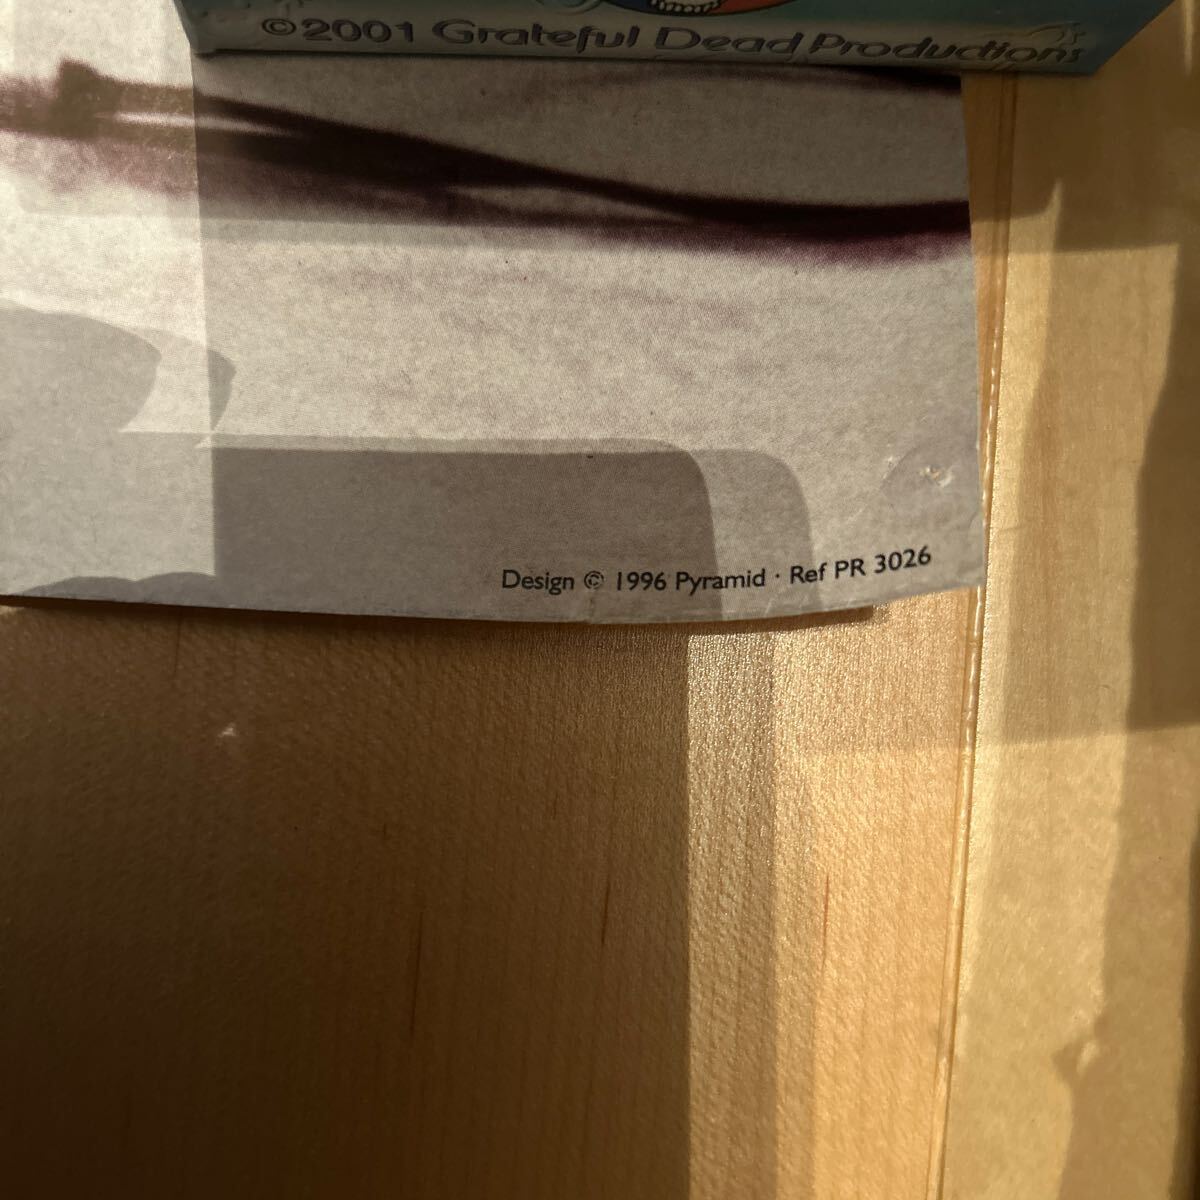 ©2001 Grateful Dead Productions
Design © 1996 Pyramid · Ref PR 3026